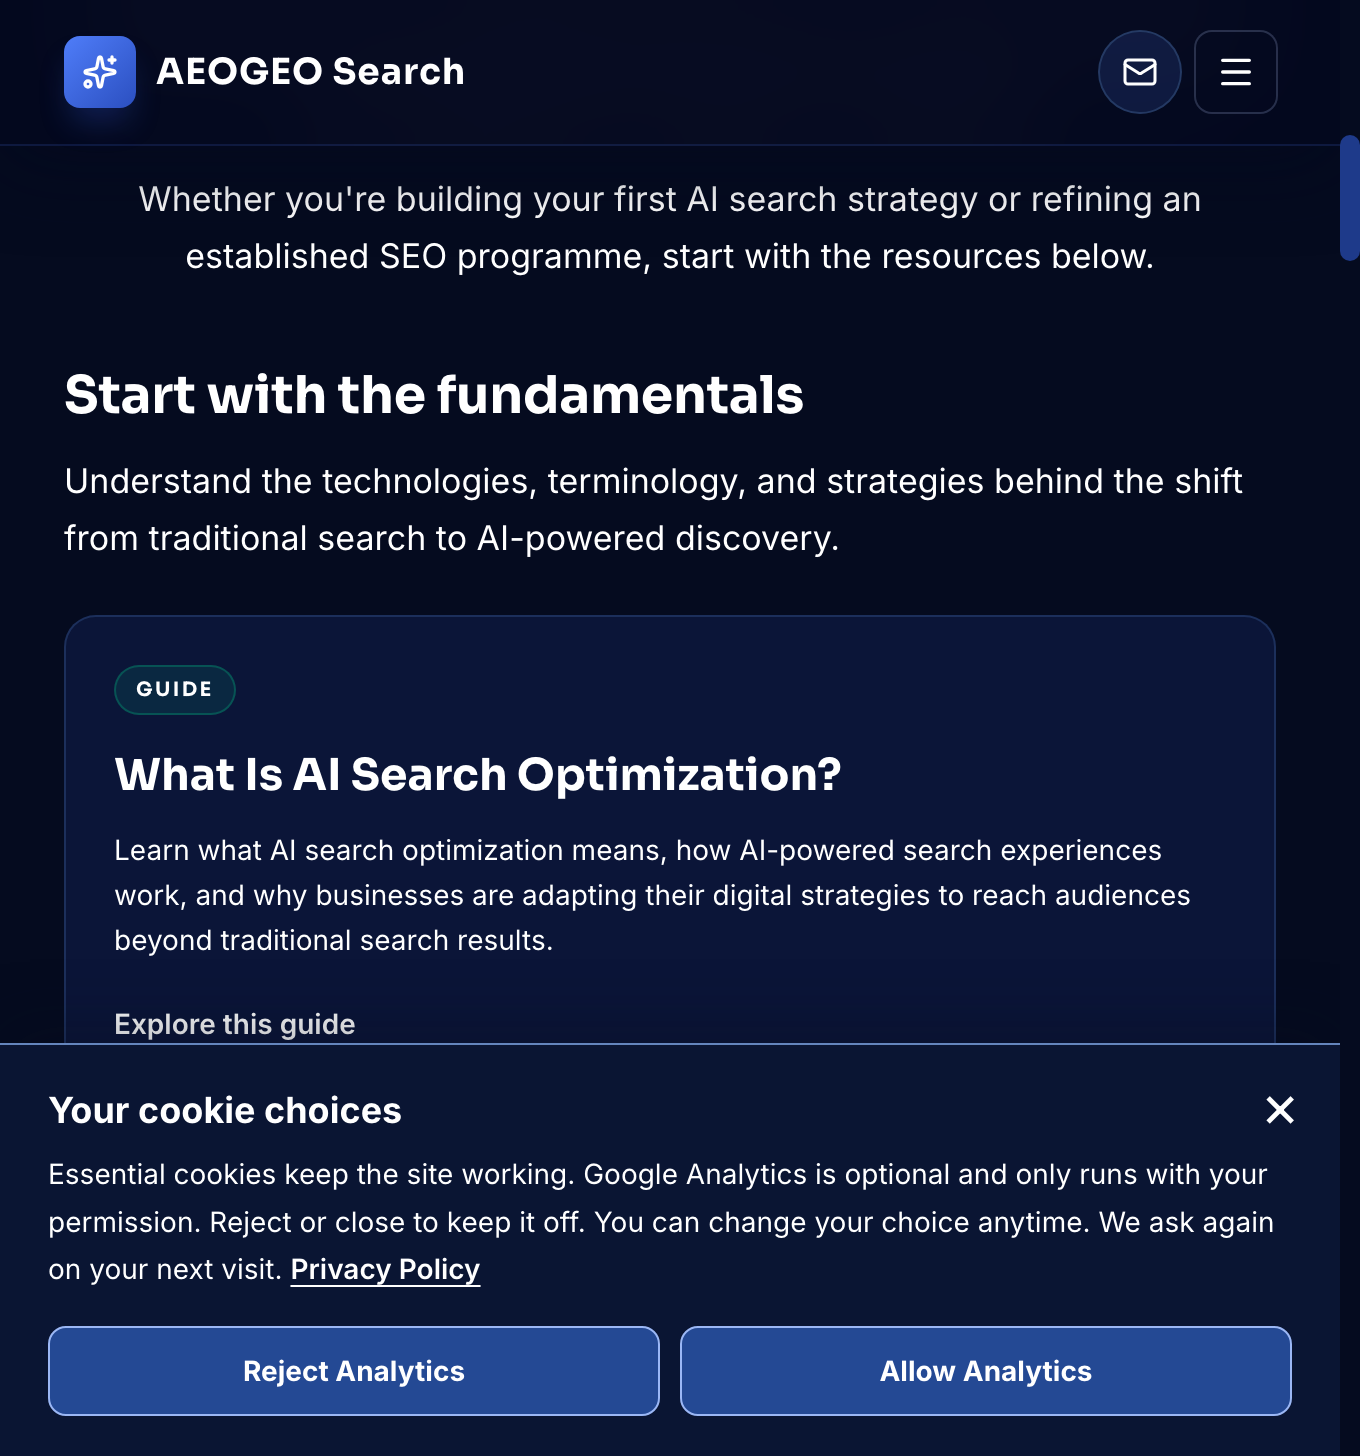 AEOGEO Search
Whether you're building your first AI search strategy or refining an
established SEO programme, start with the resources below.
Start with the fundamentals
Understand the technologies, terminology, and strategies behind the shift
from traditional search to AI-powered discovery.
GUIDE
What Is AI Search Optimization?
Learn what AI search optimization means, how AI-powered search experiences
work, and why businesses are adapting their digital strategies to reach audiences
beyond traditional search results.
Explore this guide
Your cookie choices
Essential cookies keep the site working. Google Analytics is optional and only runs with your
permission. Reject or close to keep it off. You can change your choice anytime. We ask again
on your next visit. Privacy Policy
Reject Analytics
Allow Analytics